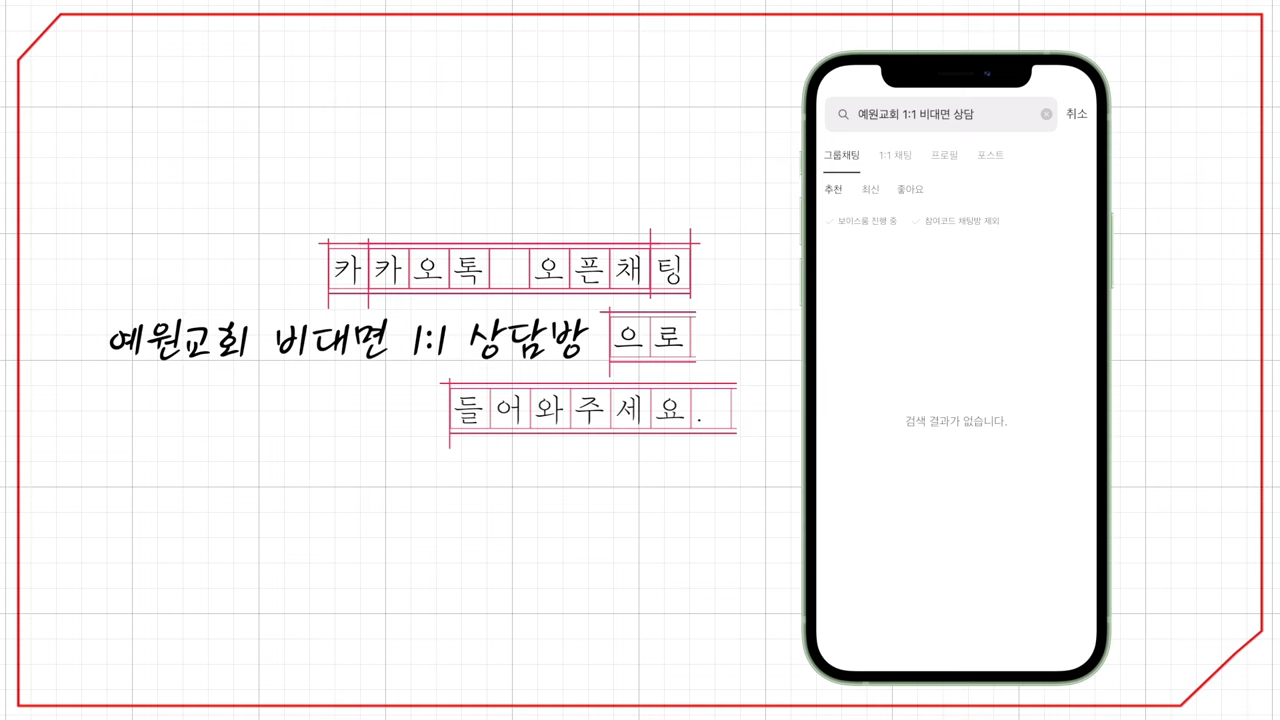 카카오톡 오픈채팅
예원교회 비대면 1:1 상담방으로
들어와주세요.
예원교회 1:1 비대면 상담
취소
그룹채팅 1:1 채팅 프로필 포스트
추천 최신 좋아요
보이스룸 진행 중 참여코드 채팅방 제외
검색 결과가 없습니다.